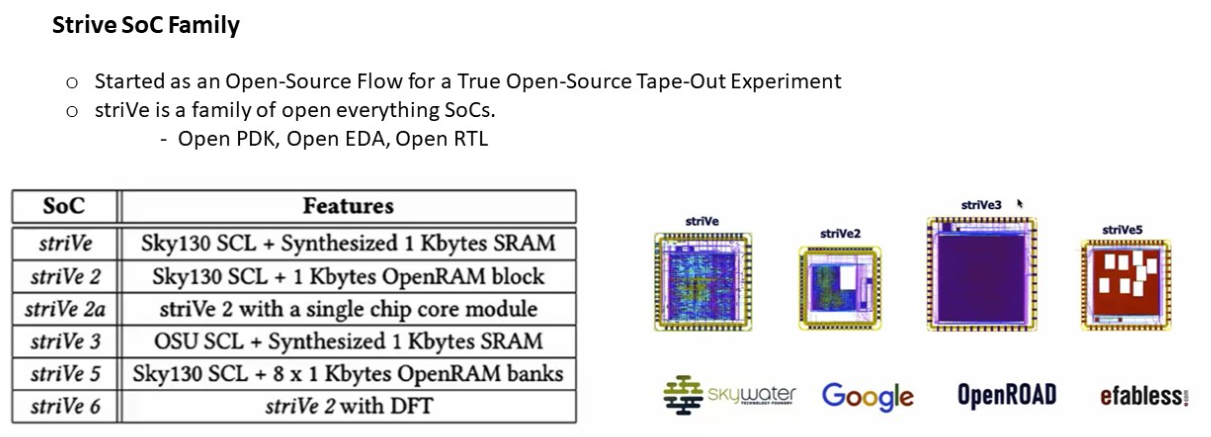 Strive SoC Family
o Started as an Open-Source Flow for a True Open-Source Tape-Out Experiment
o striVe is a family of open everything SoCs.
- Open PDK, Open EDA, Open RTL
SoC Features
striVe Sky130 SCL + Synthesized 1 Kbytes SRAM
striVe 2 Sky130 SCL + 1 Kbytes OpenRAM block
striVe 2a striVe 2 with a single chip core module
striVe 3 OSU SCL + Synthesized 1 Kbytes SRAM
striVe 5 Sky130 SCL + 8 x 1 Kbytes OpenRAM banks
striVe 6 striVe 2 with DFT
striVe
striVe2
striVe3
striVe5
skywater
TECHNOLOGY FOUNDRY
Google
OpenROAD
efabless.com